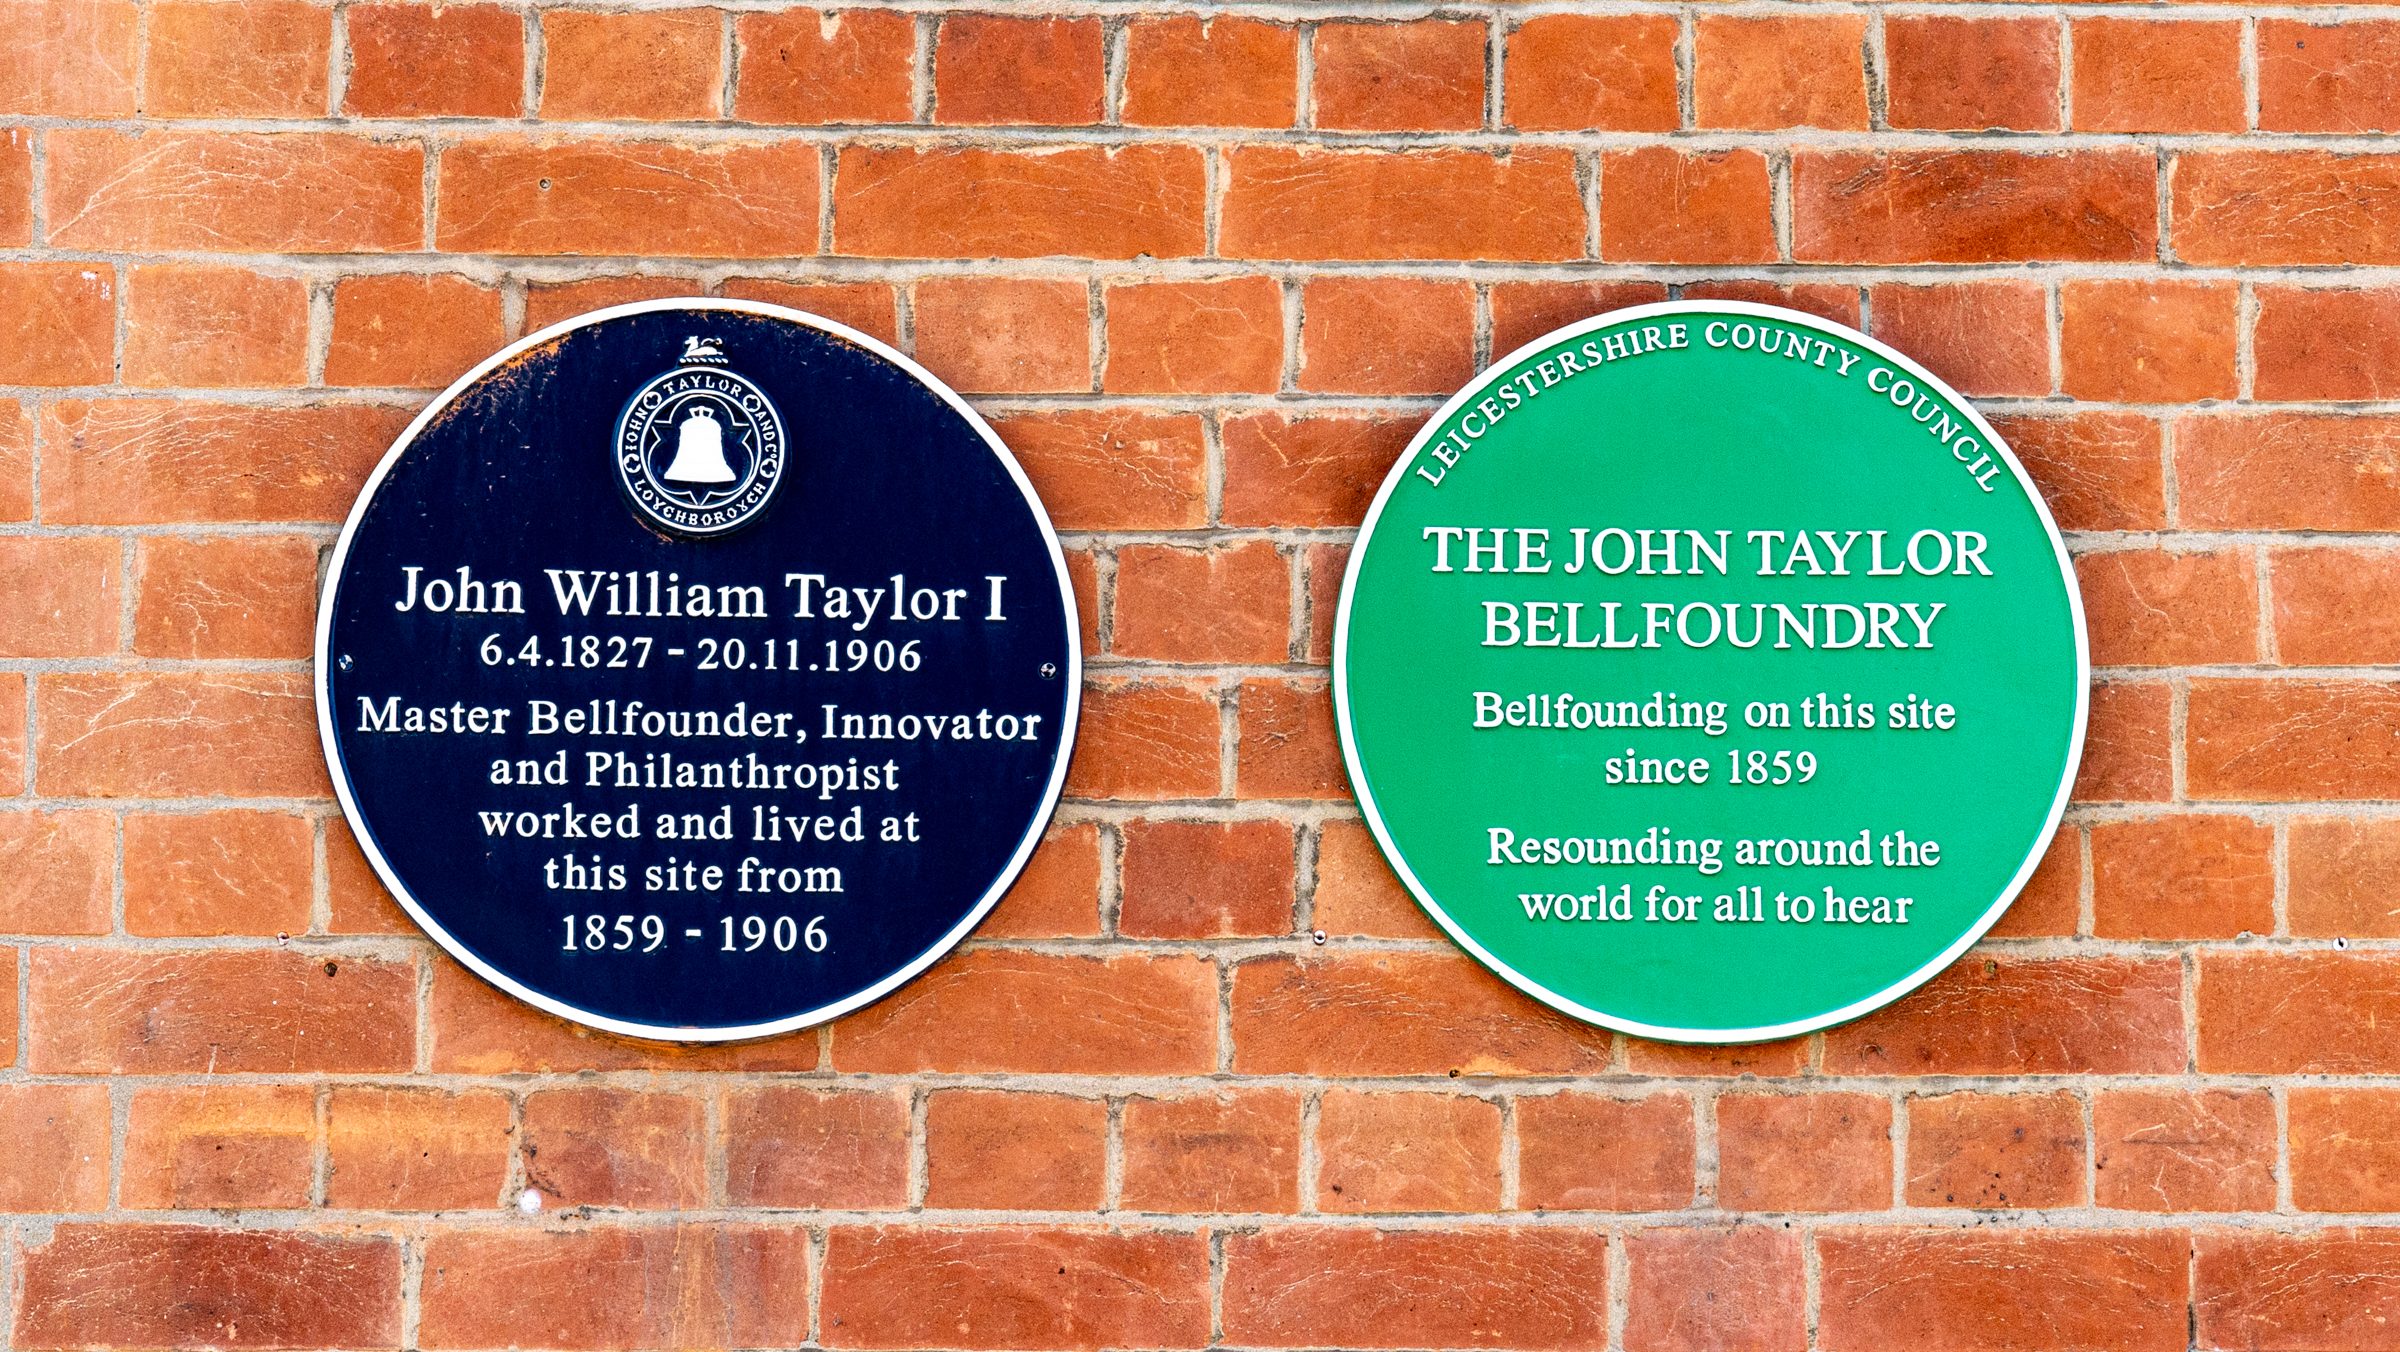 JOHN TAYLOR AND Co
LOVGHBOROVGH
John William Taylor I
6.4.1827 - 20.11.1906
Master Bellfounder, Innovator
and Philanthropist
worked and lived at
this site from
1859 - 1906
LEICESTERSHIRE COUNTY COUNCIL
THE JOHN TAYLOR
BELLFOUNDRY
Bellfounding on this site
since 1859
Resounding around the
world for all to hear